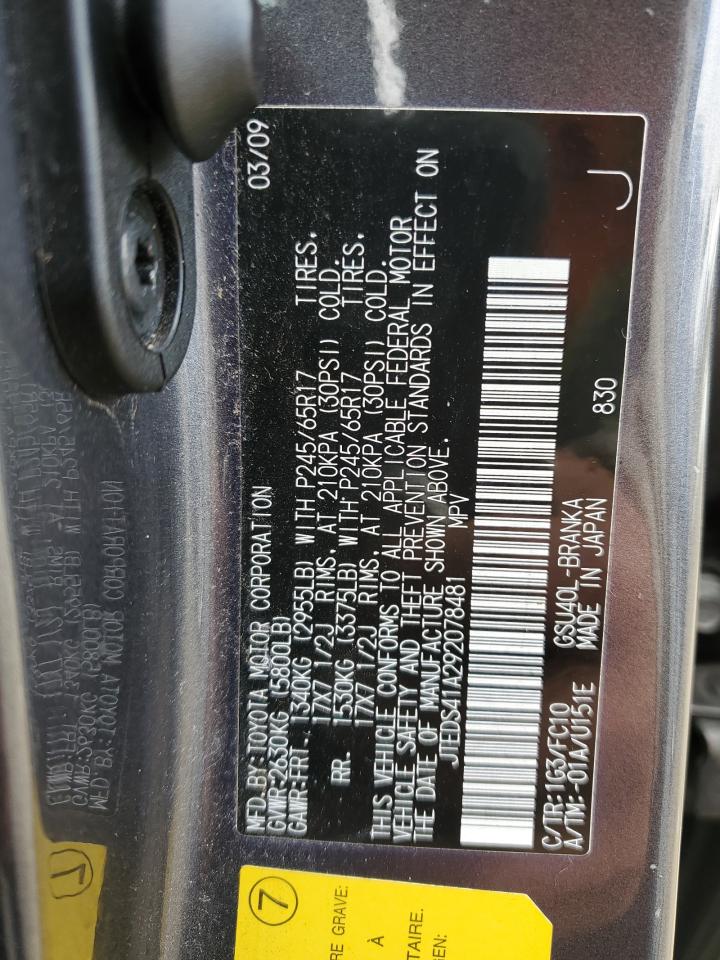 MFD.BY:TOYOTA MOTOR CORPORATION 03/09
GVWR:2630KG (5800LB)
GAWR:FRT. 1340KG (2955LB) WITH P245/65R17 TIRES,
17X7 1/2J RIMS, AT 210KPA (30PSI) COLD.
RR. 1530KG (3375LB) WITH P245/65R17 TIRES,
17X7 1/2J RIMS, AT 210KPA (30PSI) COLD.
THIS VEHICLE CONFORMS TO ALL APPLICABLE FEDERAL MOTOR
VEHICLE SAFETY AND THEFT PREVENTION STANDARDS IN EFFECT ON
THE DATE OF MANUFACTURE SHOWN ABOVE.
JTEDS41A292078481 MPV
C/TR:1G3/FC10 GSU40L-BRANKA 830
A/TM:-01A/U151E MADE IN JAPAN
J
7
RE GRAVE:
À
TAIRE.
GEN: